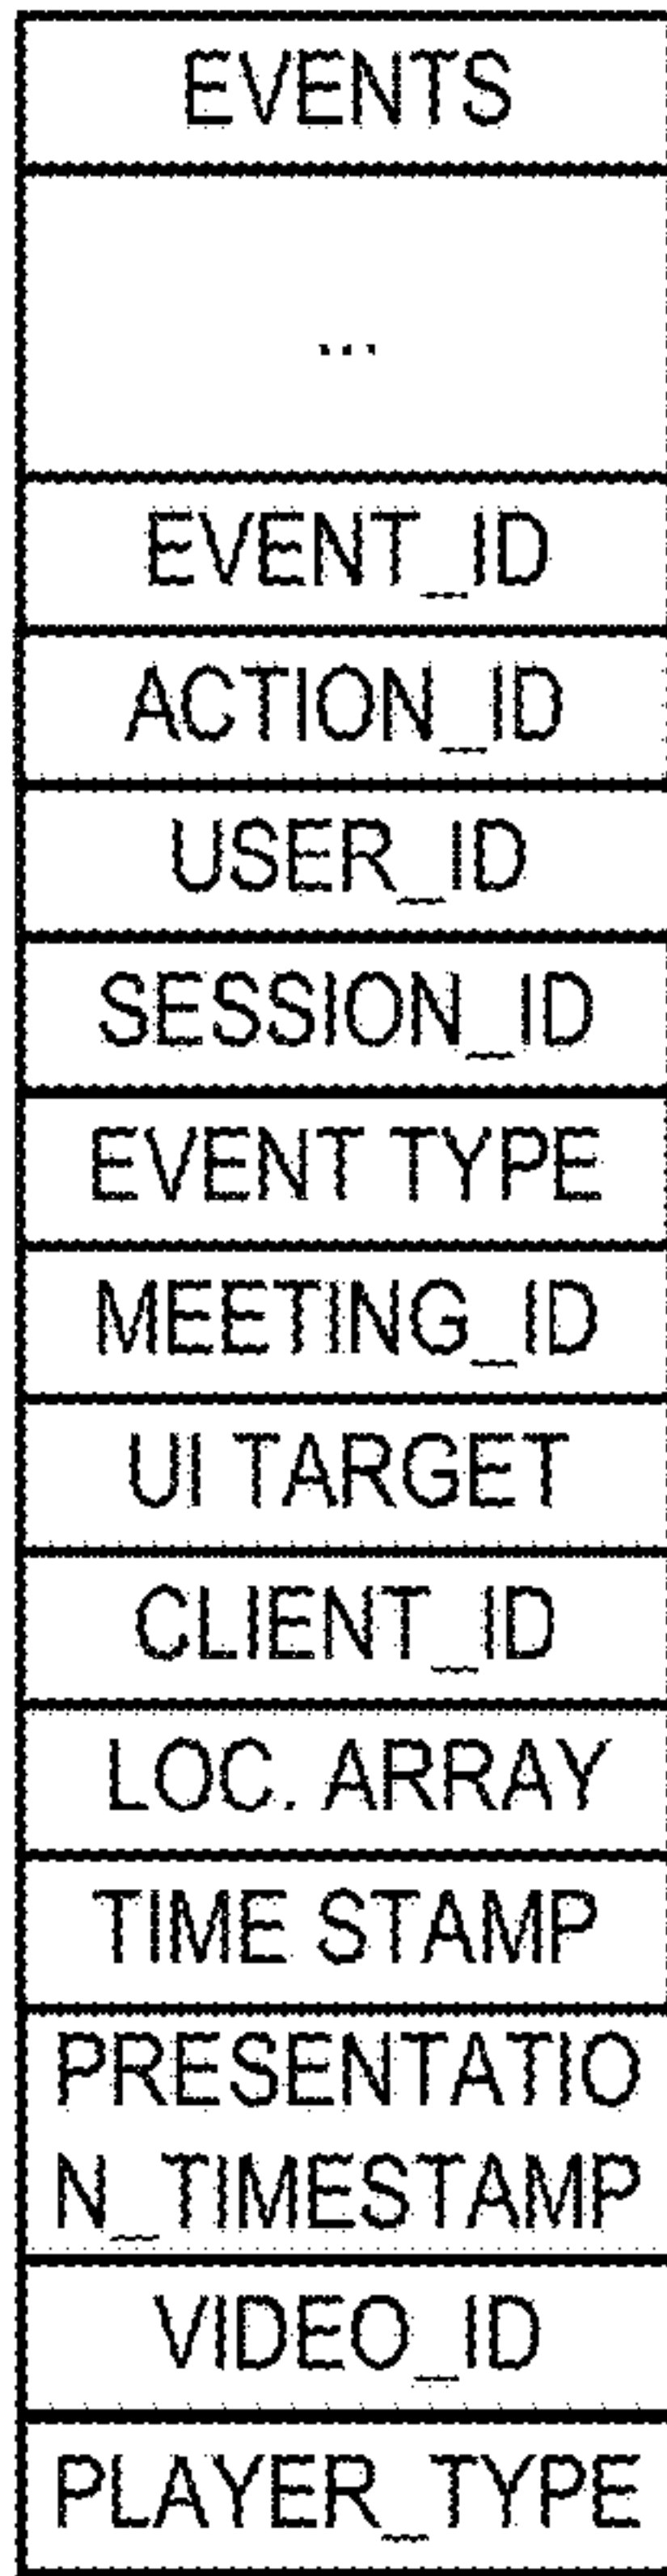 EVENTS
...
EVENT_ID
ACTION_ID
USER_ID
SESSION_ID
EVENT TYPE
MEETING_ID
UI TARGET
CLIENT_ID
LOC. ARRAY
TIME STAMP
PRESENTATIO
N_TIMESTAMP
VIDEO_ID
PLAYER_TYPE